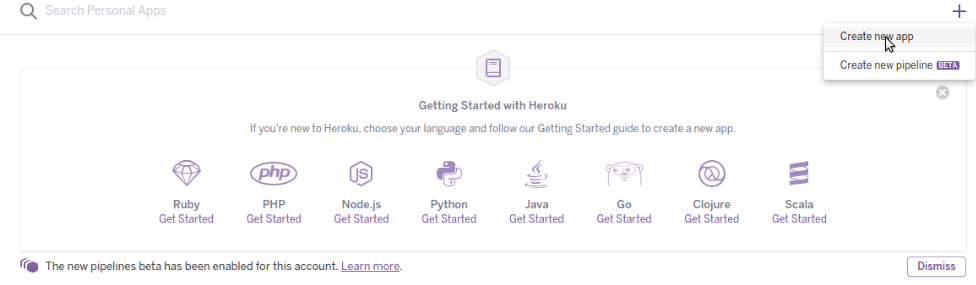 Search Personal Apps
+
Create new app
Create new pipeline BETA
Getting Started with Heroku
If you're new to Heroku, choose your language and follow our Getting Started guide to create a new app.
php
JS
Ruby PHP Node.js Python Java Go Clojure Scala
Get Started Get Started Get Started Get Started Get Started Get Started Get Started Get Started
The new pipelines beta has been enabled for this account. Learn more.
Dismiss